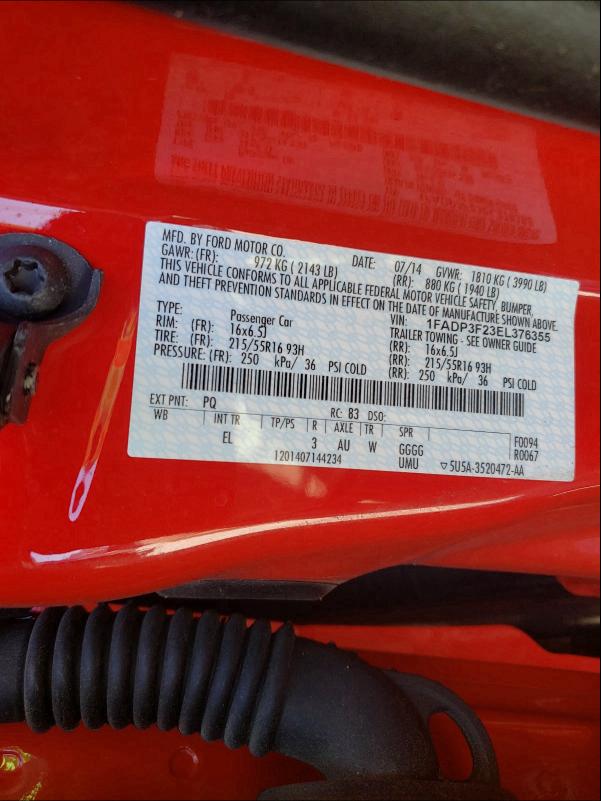 MFD. BY FORD MOTOR CO.
DATE: 07/14 GVWR: 1810 KG ( 3990 LB)
GAWR: (FR): 972 KG ( 2143 LB) (RR): 880 KG ( 1940 LB)
THIS VEHICLE CONFORMS TO ALL APPLICABLE FEDERAL MOTOR VEHICLE SAFETY, BUMPER,
AND THEFT PREVENTION STANDARDS IN EFFECT ON THE DATE OF MANUFACTURE SHOWN ABOVE.
VIN: 1FADP3F23EL376355
TYPE: Passenger Car TRAILER TOWING - SEE OWNER GUIDE
RIM: (FR): 16x6.5J (RR): 16x6.5J
TIRE: (FR): 215/55R16 93H (RR): 215/55R16 93H
PRESSURE: (FR): 250 kPa/ 36 PSI COLD (RR): 250 kPa/ 36 PSI COLD
EXT PNT: PQ RC: 83 DSO:
WB INT TR TP/PS R AXLE TR SPR F0094
EL 3 AU W GGGG R0067
1201407144234 UMU ▽5U5A-3520472-AA